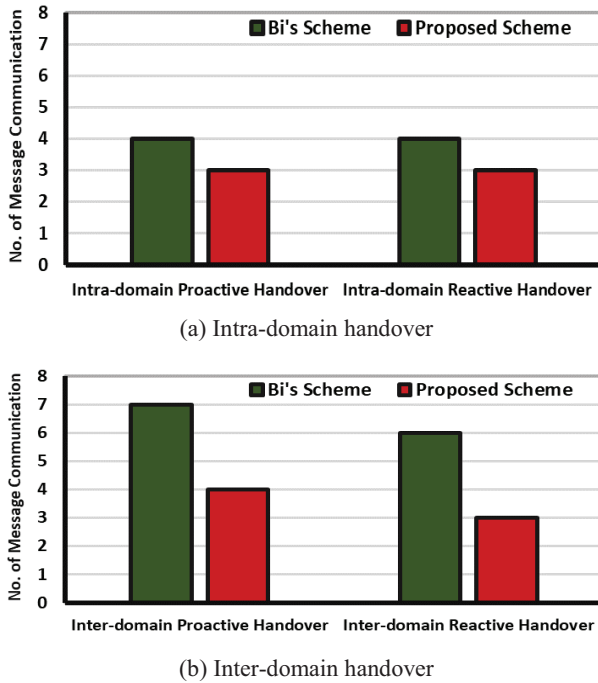 8
Bi's Scheme Proposed Scheme
7
6
5
4
3
2
1
0
No. of Message Communication
Intra-domain Proactive Handover Intra-domain Reactive Handover
(a) Intra-domain handover
8
Bi's Scheme Proposed Scheme
7
6
5
4
3
2
1
0
No. of Message Communication
Inter-domain Proactive Handover Inter-domain Reactive Handover
(b) Inter-domain handover